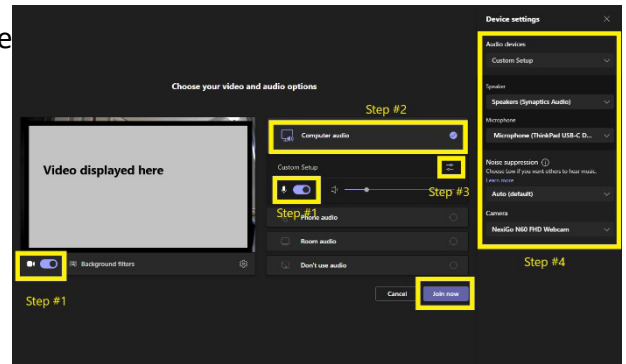 e
Choose your video and audio options
Step #2
Computer audio
Custom Setup
Step #3
Step #1
Phone audio
Room audio
Don't use audio
Video displayed here
Background filters
Step #1
Cancel
Join now
Device settings
Audio devices
Custom Setup
Speaker
Speakers (Synaptics Audio)
Microphone
Microphone (ThinkPad USB-C D...
Noise suppression
Choose Low if you want others to hear music.
Learn more
Auto (default)
Camera
NexiGo N60 FHD Webcam
Step #4